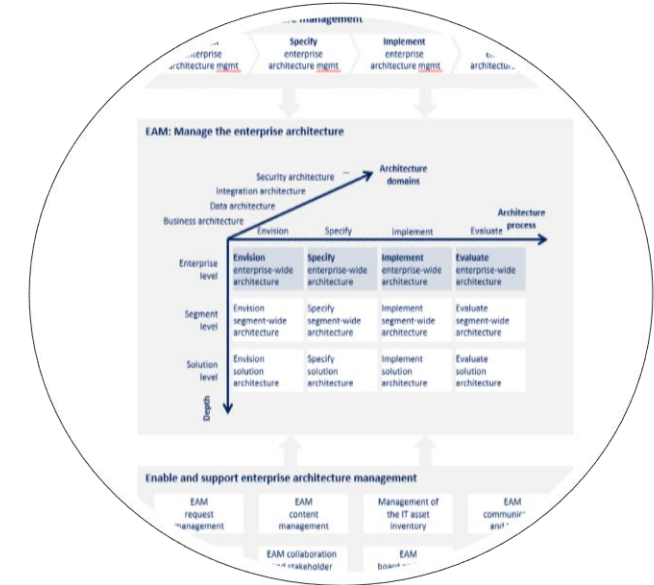 management
Specify
enterprise
architecture mgmt
Implement
enterprise
architecture mgmt
EAM: Manage the enterprise architecture
Security architecture
Integration architecture
Data architecture
Business architecture
...
Architecture
domains
Architecture
process
Envision
Specify
Implement
Evaluate
Enterprise
level
Envision
enterprise-wide
architecture
Specify
enterprise-wide
architecture
Implement
enterprise-wide
architecture
Evaluate
enterprise-wide
architecture
Segment
level
Envision
segment-wide
architecture
Specify
segment-wide
architecture
Implement
segment-wide
architecture
Evaluate
segment-wide
architecture
Solution
level
Envision
solution
architecture
Specify
solution
architecture
Implement
solution
architecture
Evaluate
solution
architecture
Depth
Enable and support enterprise architecture management
EAM
request
management
EAM
content
management
Management of
the IT asset
inventory
EAM
EAM collaboration
stakeholder
EAM
board